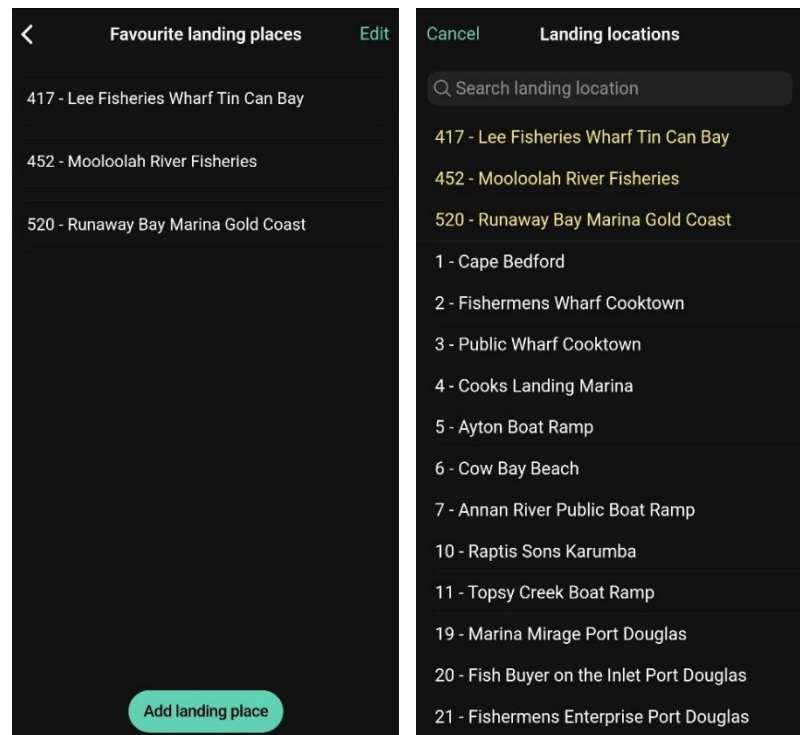 Favourite landing places
Edit
417 - Lee Fisheries Wharf Tin Can Bay
452 - Mooloolah River Fisheries
520 - Runaway Bay Marina Gold Coast
Add landing place
Cancel
Landing locations
Search landing location
417 - Lee Fisheries Wharf Tin Can Bay
452 - Mooloolah River Fisheries
520 - Runaway Bay Marina Gold Coast
1 - Cape Bedford
2 - Fishermens Wharf Cooktown
3 - Public Wharf Cooktown
4 - Cooks Landing Marina
5 - Ayton Boat Ramp
6 - Cow Bay Beach
7 - Annan River Public Boat Ramp
10 - Raptis Sons Karumba
11 - Topsy Creek Boat Ramp
19 - Marina Mirage Port Douglas
20 - Fish Buyer on the Inlet Port Douglas
21 - Fishermens Enterprise Port Douglas